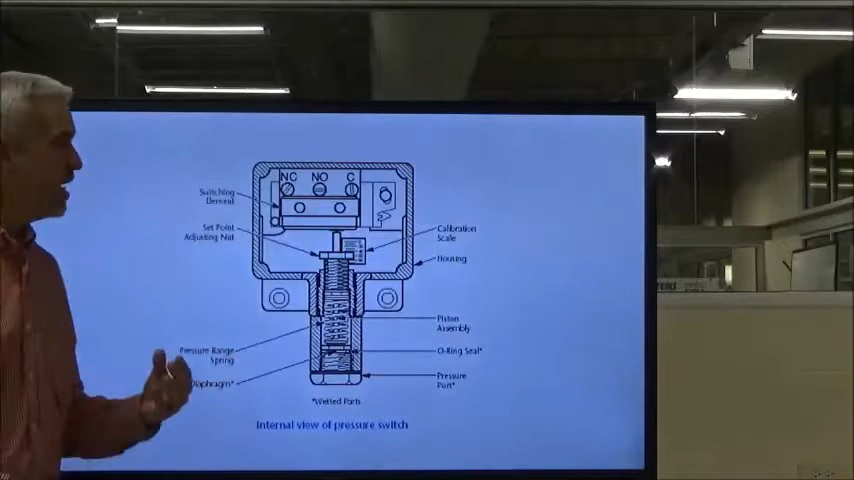 NC NO C
Switching
Element
Set Point
Adjusting Nut
Calibration
Scale
Housing
Piston
Assembly
Pressure Range
Spring
O-Ring Seal*
Diaphragm*
Pressure
Port*
*Wetted Parts
Internal view of pressure switch